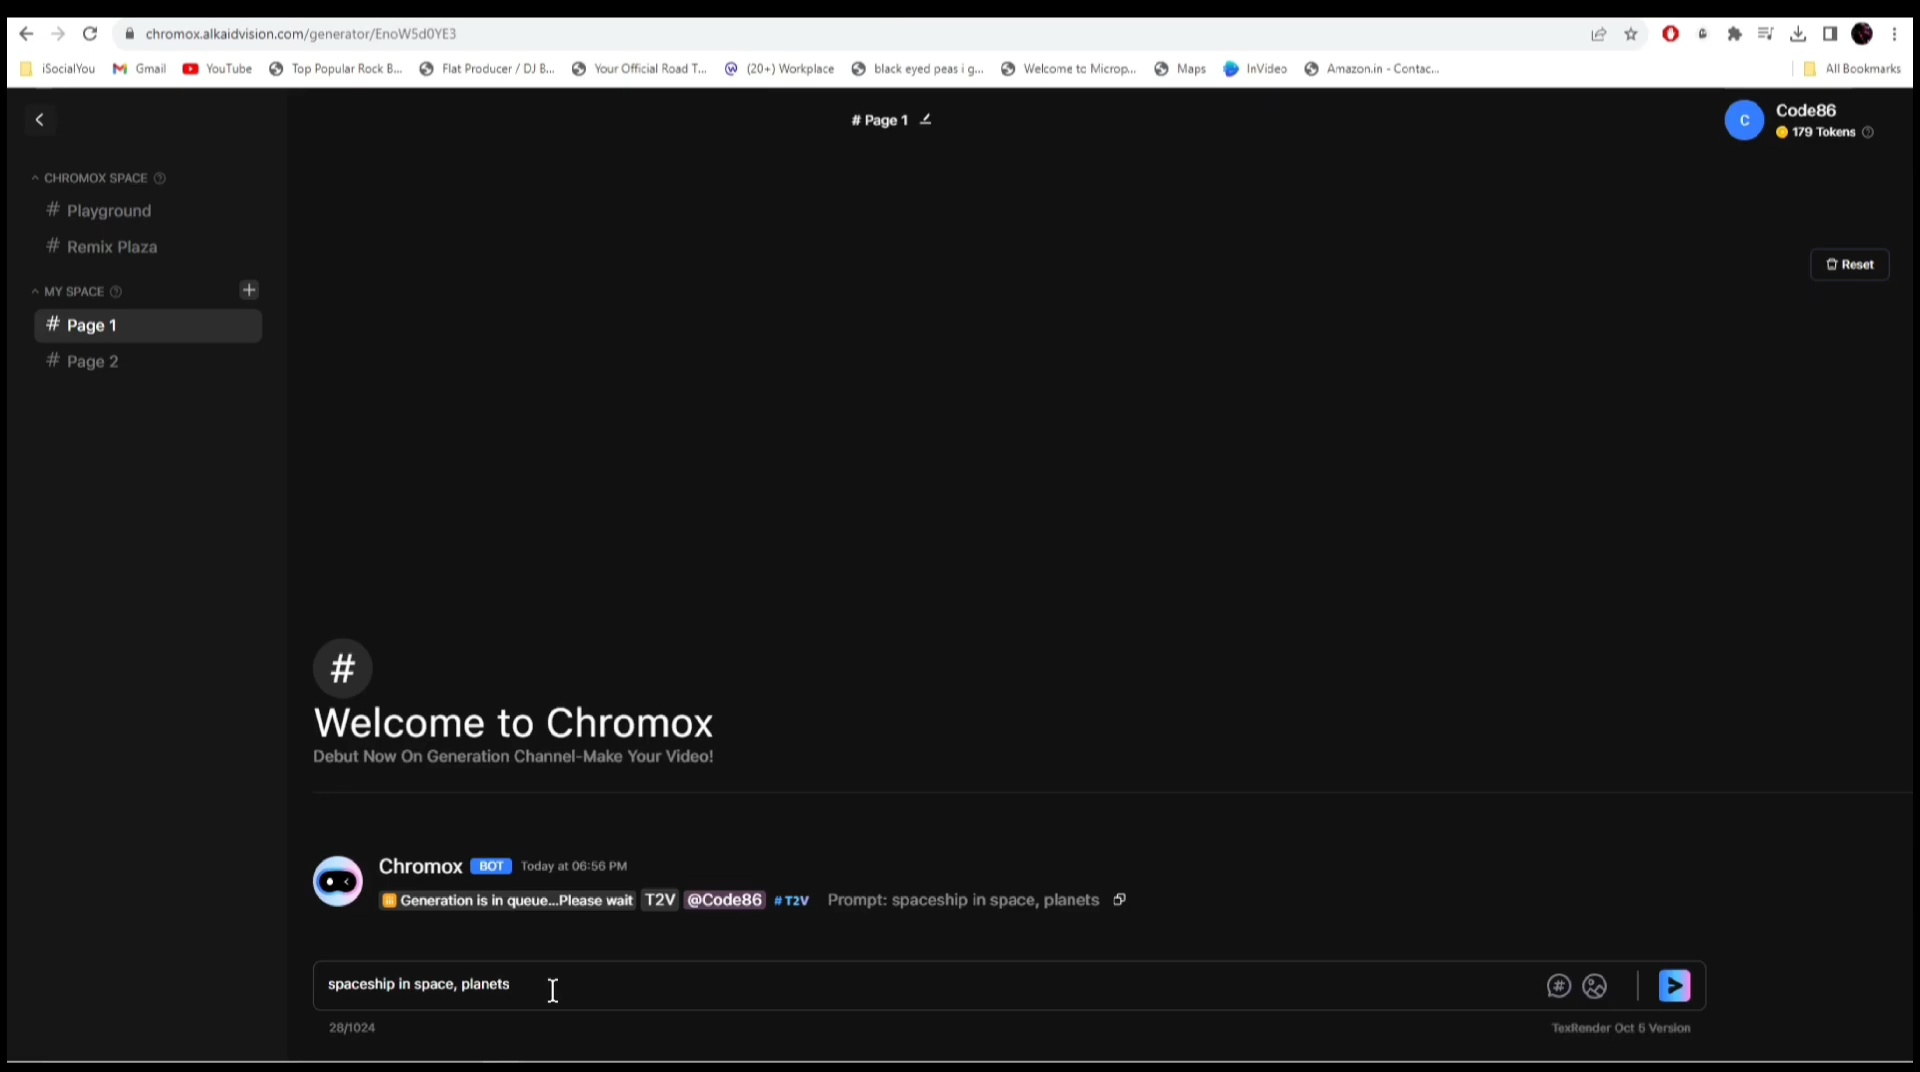 chromox.alkaidvision.com/generator/EnoW5d0YE3
iSocialYou Gmail YouTube Top Popular Rock B... Flat Producer / DJ B... Your Official Road T... (20+) Workplace black eyed peas i g... Welcome to Microp... Maps InVideo Amazon.in - Contac... All Bookmarks
# Page 1
C
Code86
179 Tokens
CHROMOX SPACE
# Playground
# Remix Plaza
Reset
MY SPACE
# Page 1
# Page 2
#
Welcome to Chromox
Debut Now On Generation Channel-Make Your Video!
Chromox BOT Today at 06:56 PM
Generation is in queue...Please wait T2V @Code86 # T2V Prompt: spaceship in space, planets
spaceship in space, planets
28/1024
TexRender Oct 5 Version